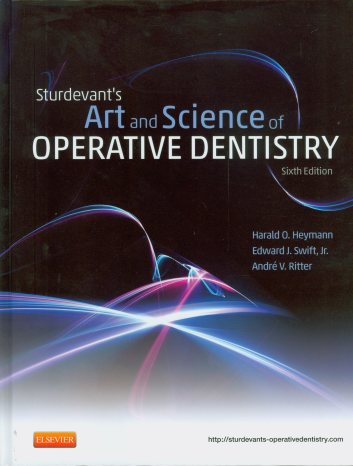 Sturdevant's
Art and Science of
OPERATIVE DENTISTRY
Sixth Edition
Harald O. Heymann
Edward J. Swift, Jr.
André V. Ritter
ELSEVIER
http://sturdevants-operativedentistry.com